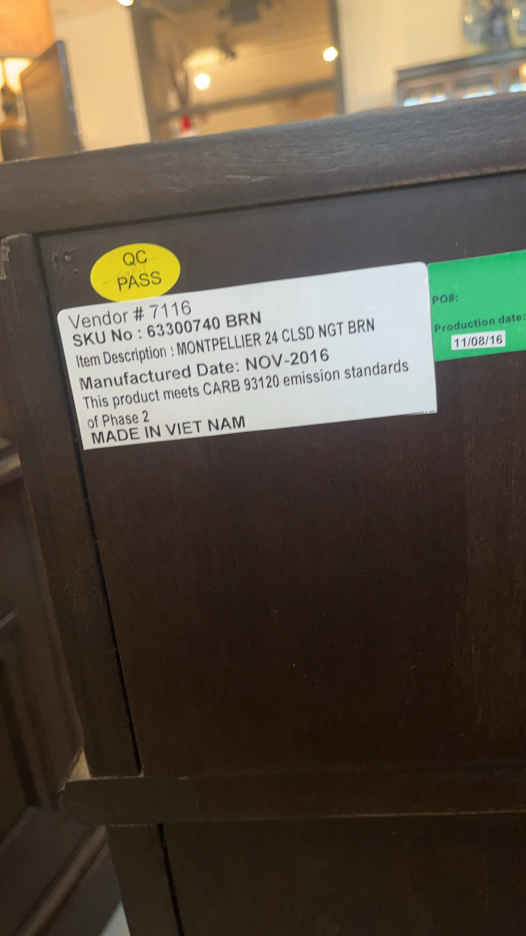 QC
PASS
Vendor # 7116
SKU No : 63300740 BRN
Item Description : MONTPELLIER 24 CLSD NGT BRN
Manufactured Date: NOV-2016
This product meets CARB 93120 emission standards
of Phase 2
MADE IN VIET NAM
PO#:
Production date:
11/08/16